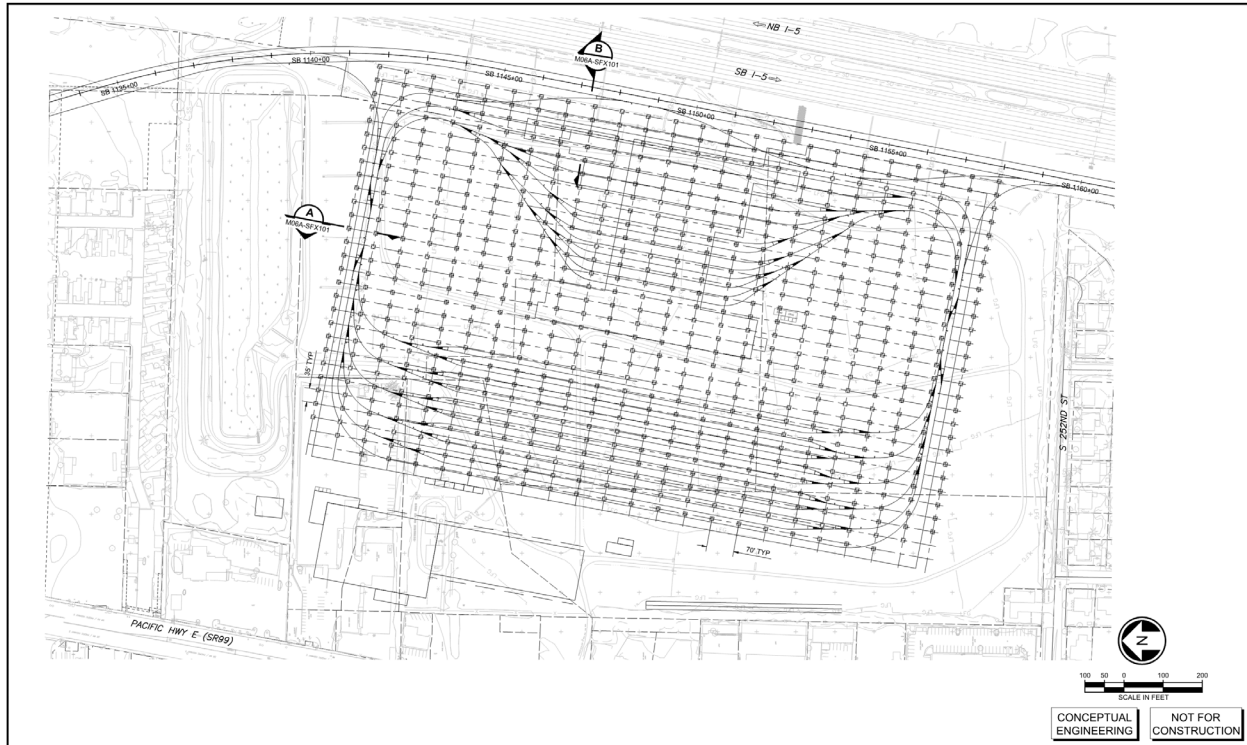 NB I-5
SB I-5
B
M06A-SFX101
SB 1135+00
SB 1140+00
SB 1145+00
SB 1150+00
SB 1155+00
SB 1160+00
A
M06A-SFX101
35' TYP
70' TYP
S 252ND ST
PACIFIC HWY E (SR99)
N
100 50 0 100 200
SCALE IN FEET
CONCEPTUAL
ENGINEERING
NOT FOR
CONSTRUCTION